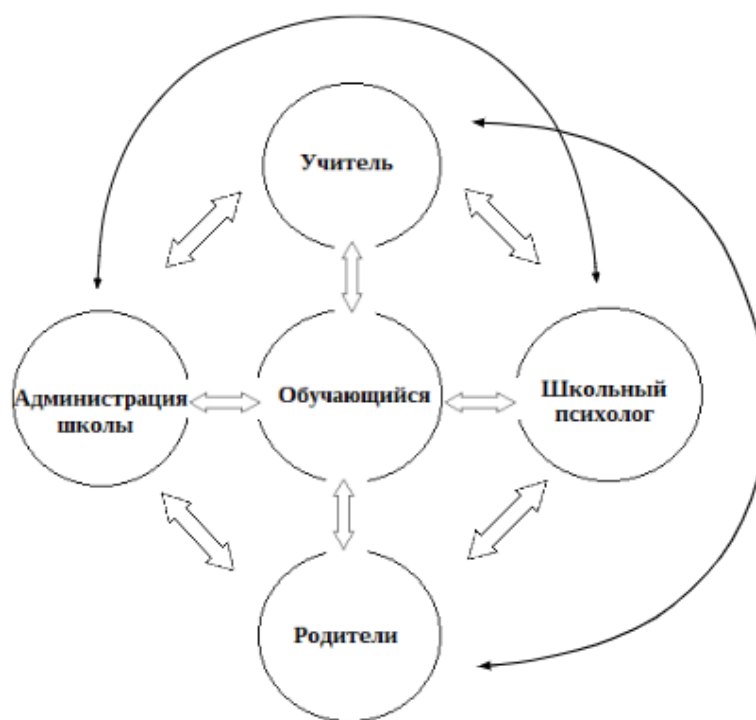 Учитель
Администрация
школы
Обучающийся
Школьный
психолог
Родители